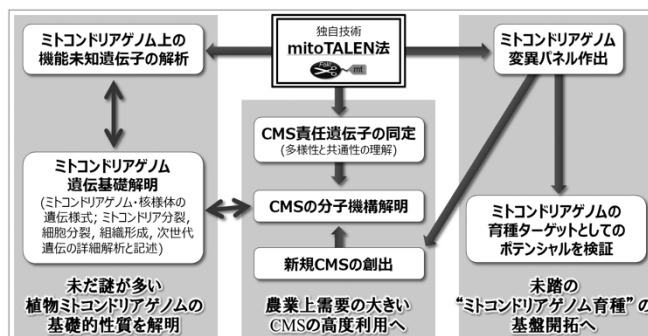 独自技術
mitoTALEN法
FokI
mt
ミトコンドリアゲノム上の
機能未知遺伝子の解析
ミトコンドリアゲノム
遺伝基礎解明
(ミトコンドリアゲノム・核様体の
遺伝様式; ミトコンドリア分裂,
細胞分裂, 組織形成, 次世代
遺伝の詳細解析と記述)
未だ謎が多い
植物ミトコンドリアゲノムの
基礎的性質を解明
CMS責任遺伝子の同定
(多様性と共通性の理解)
CMSの分子機構解明
新規CMSの創出
農業上需要の大きい
CMSの高度利用へ
ミトコンドリアゲノム
変異パネル作出
ミトコンドリアゲノムの
育種ターゲットとしての
ポテンシャルを検証
未踏の
“ミトコンドリアゲノム育種”の
基盤開拓へ